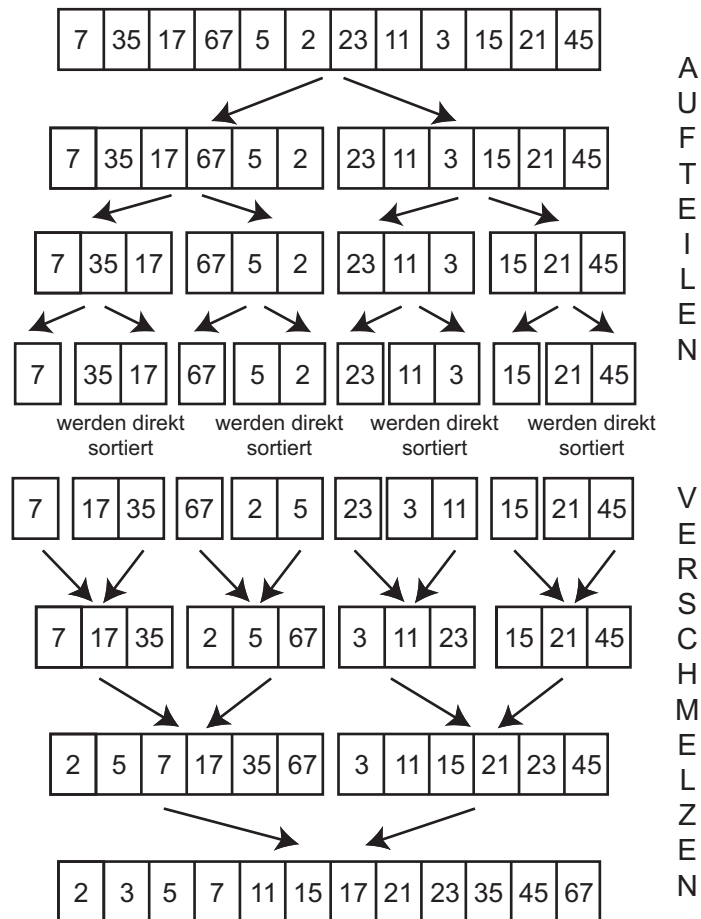 7 35 17 67 5 2 23 11 3 15 21 45
7 35 17 67 5 2 23 11 3 15 21 45
7 35 17 67 5 2 23 11 3 15 21 45
7 35 17 67 5 2 23 11 3 15 21 45
werden direkt sortiert werden direkt sortiert werden direkt sortiert werden direkt sortiert
AUFTEILEN
7 17 35 67 2 5 23 3 11 15 21 45
7 17 35 2 5 67 3 11 23 15 21 45
2 5 7 17 35 67 3 11 15 21 23 45
2 3 5 7 11 15 17 21 23 35 45 67
VERSCHMELZEN